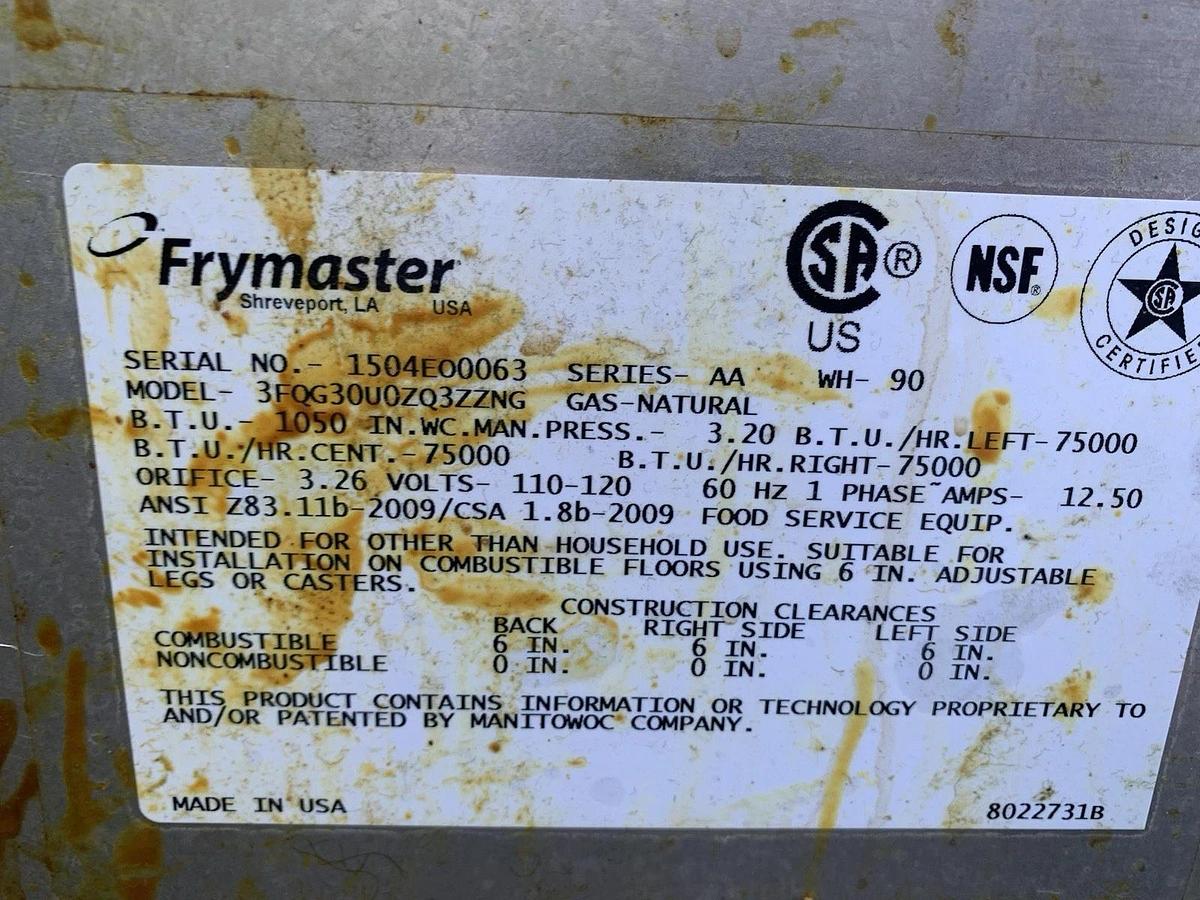 Frymaster
Shreveport, LA USA
SA ®
US
NSF ®
DESIG
SA
CERTIFIE
SERIAL NO.- 1504EO0063 SERIES- AA WH- 90
MODEL- 3FQG30U0ZQ3ZZNG GAS-NATURAL
B.T.U.- 1050 IN.WC.MAN.PRESS.- 3.20 B.T.U./HR.LEFT-75000
B.T.U./HR.CENT.-75000 B.T.U./HR.RIGHT-75000
ORIFICE- 3.26 VOLTS- 110-120 60 HZ 1 PHASE~AMPS- 12.50
ANSI Z83.11b-2009/CSA 1.8b-2009 FOOD SERVICE EQUIP.
INTENDED FOR OTHER THAN HOUSEHOLD USE. SUITABLE FOR
INSTALLATION ON COMBUSTIBLE FLOORS USING 6 IN. ADJUSTABLE
LEGS OR CASTERS.
CONSTRUCTION CLEARANCES
BACK RIGHT SIDE LEFT SIDE
COMBUSTIBLE 6 IN. 6 IN. 6 IN.
NONCOMBUSTIBLE 0 IN. 0 IN. 0 IN.
THIS PRODUCT CONTAINS INFORMATION OR TECHNOLOGY PROPRIETARY TO
AND/OR PATENTED BY MANITOWOC COMPANY.
MADE IN USA 8022731B